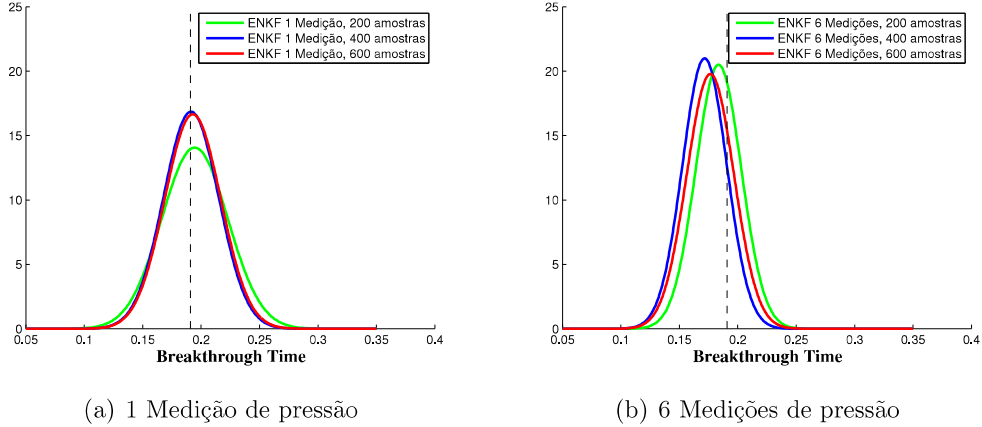 25
20
15
10
5
0
0.05
0.1
0.15
0.2
0.25
0.3
0.35
0.4
Breakthrough Time
ENKF 1 Medição, 200 amostras
ENKF 1 Medição, 400 amostras
ENKF 1 Medição, 600 amostras
(a) 1 Medição de pressão
25
20
15
10
5
0
0.05
0.1
0.15
0.2
0.25
0.3
0.35
0.4
Breakthrough Time
ENKF 6 Medições, 200 amostras
ENKF 6 Medições, 400 amostras
ENKF 6 Medições, 600 amostras
(b) 6 Medições de pressão